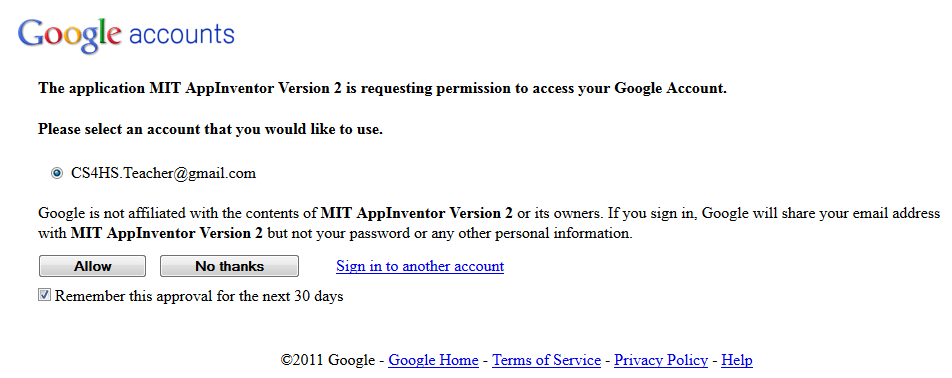 Google accounts
The application MIT AppInventor Version 2 is requesting permission to access your Google Account.
Please select an account that you would like to use.
CS4HS.Teacher@gmail.com
Google is not affiliated with the contents of MIT AppInventor Version 2 or its owners. If you sign in, Google will share your email address
with MIT AppInventor Version 2 but not your password or any other personal information.
Allow No thanks Sign in to another account
Remember this approval for the next 30 days
©2011 Google - Google Home - Terms of Service - Privacy Policy - Help